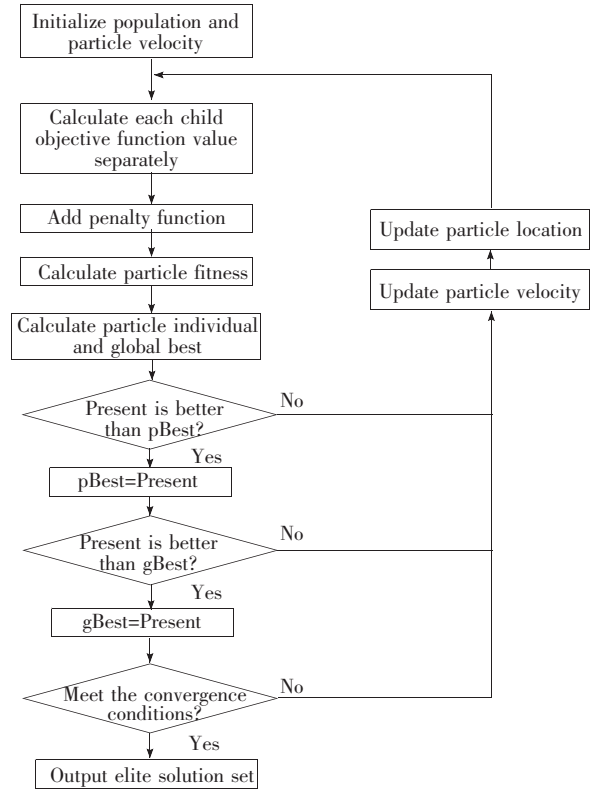 Initialize population and
particle velocity
Calculate each child
objective function value
separately
Add penalty function
Calculate particle fitness
Calculate particle individual
and global best
Present is better
than pBest?
No
Yes
pBest=Present
Present is better
than gBest?
No
Yes
gBest=Present
Meet the convergence
conditions?
No
Yes
Output elite solution set
Update particle velocity
Update particle location